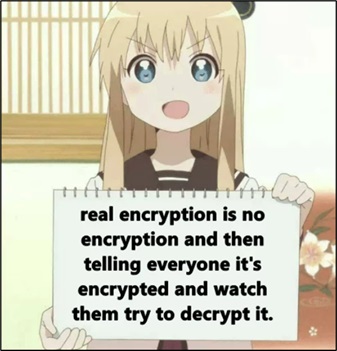 real encryption is no
encryption and then
telling everyone it's
encrypted and watch
them try to decrypt it.